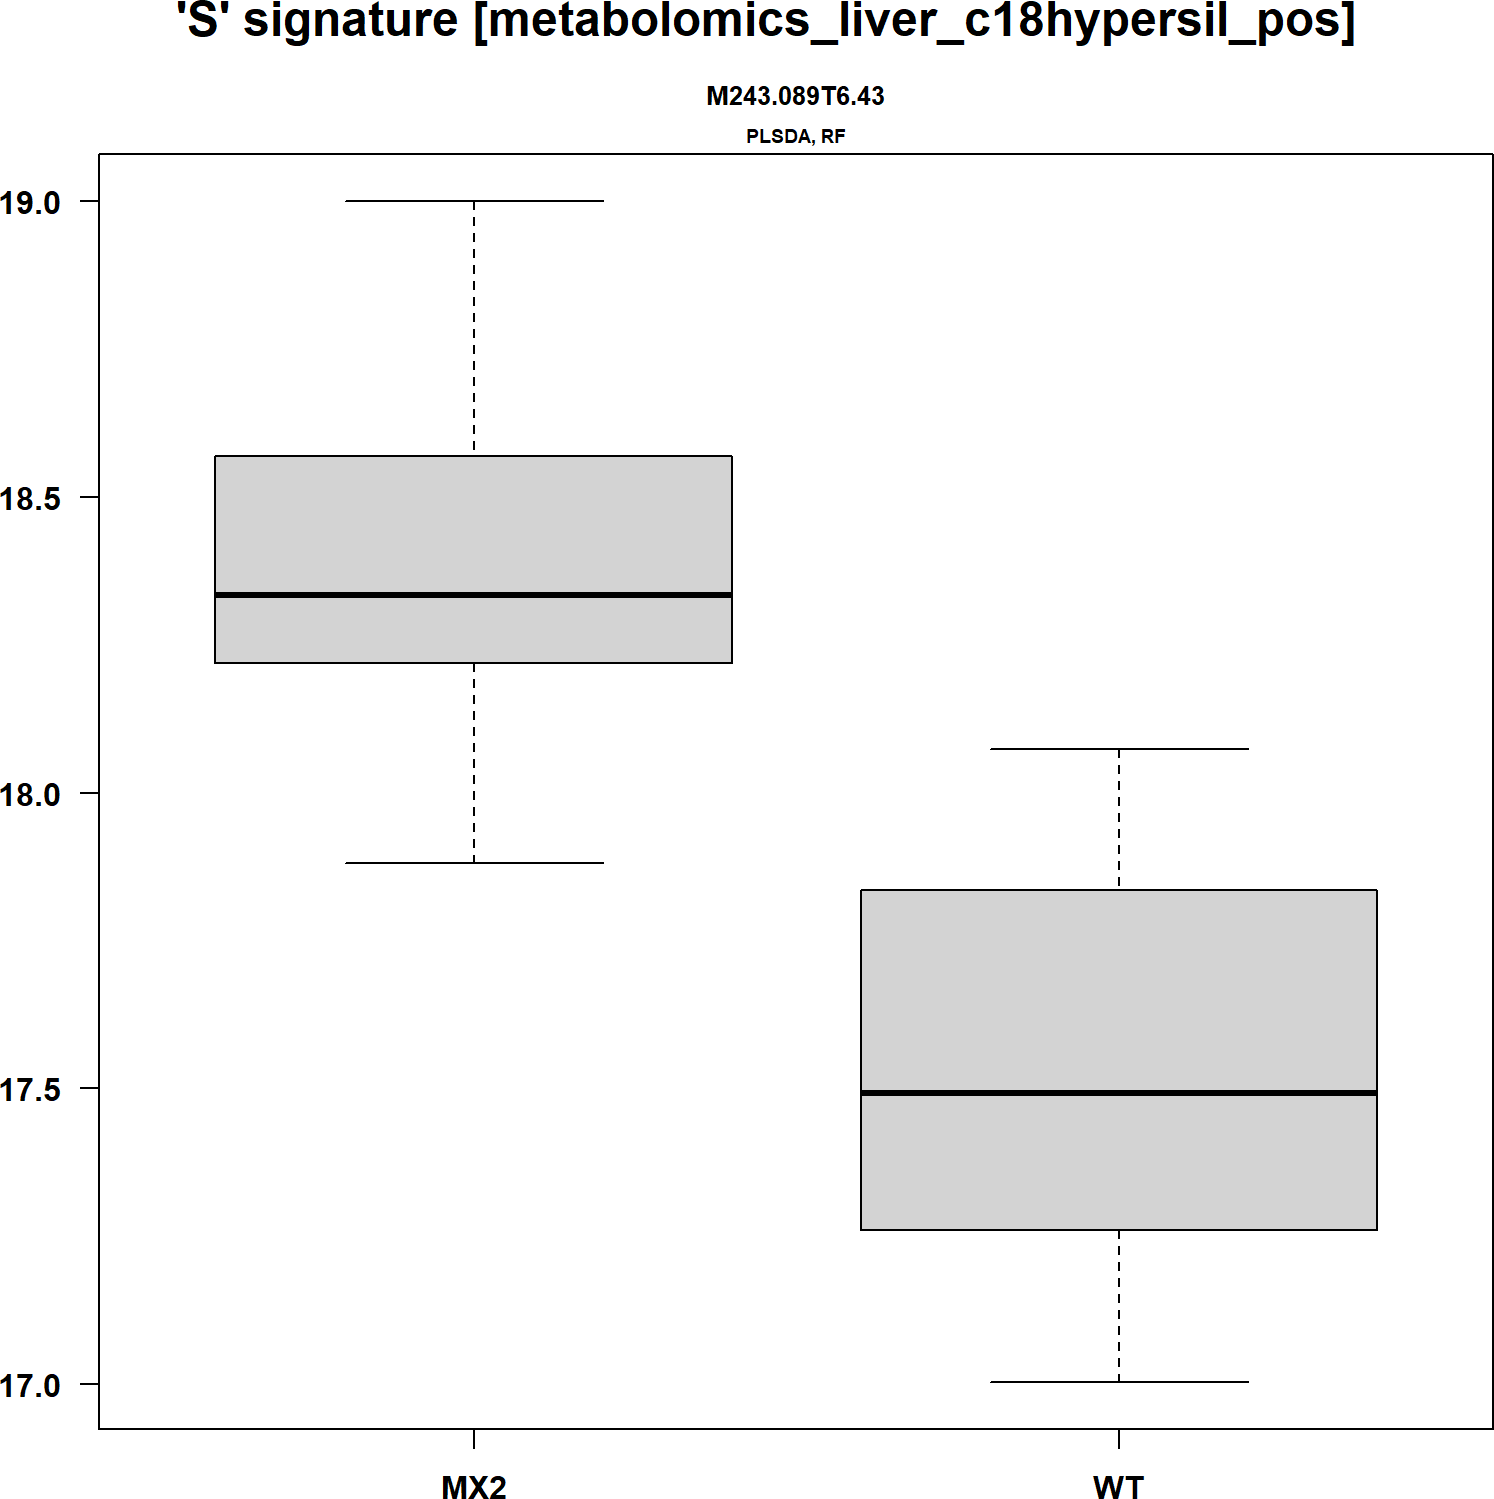 'S' signature [metabolomics_liver_c18hypersil_pos]
M243.089T6.43
PLSDA, RF
19.0
18.5
18.0
17.5
17.0
MX2 WT